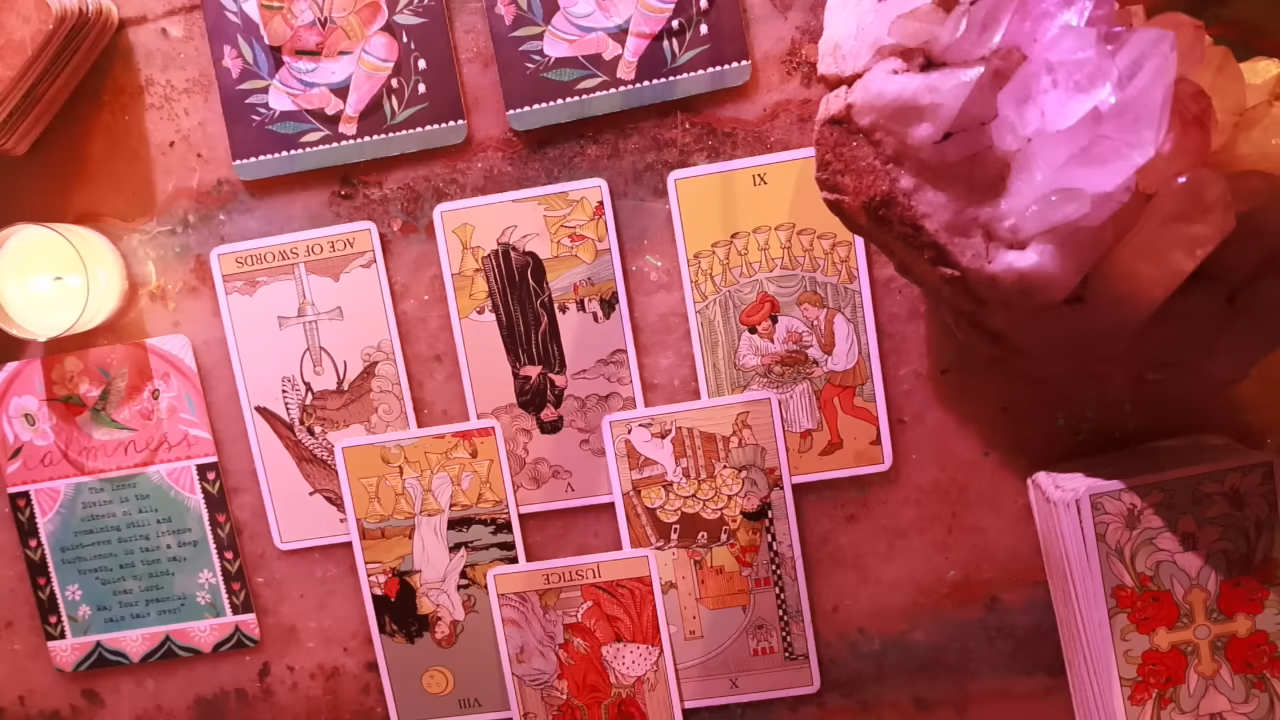 XI
ACE OF SWORDS
calmness
The Inner
Divine is the
witness of All,
remaining still and
quiet—even during intense
turbulence. So take a deep
breath, and then say,
"Quiet my mind,
dear Lord.
May Your peaceful
calm take over!"
V
JUSTICE
X
VIII